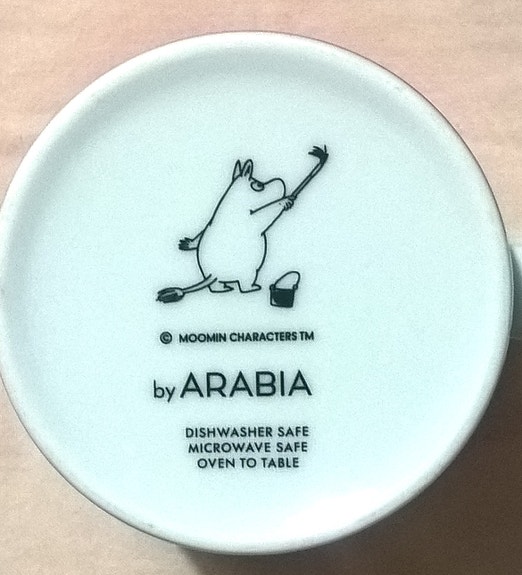 © MOOMIN CHARACTERS TM
by ARABIA
DISHWASHER SAFE
MICROWAVE SAFE
OVEN TO TABLE